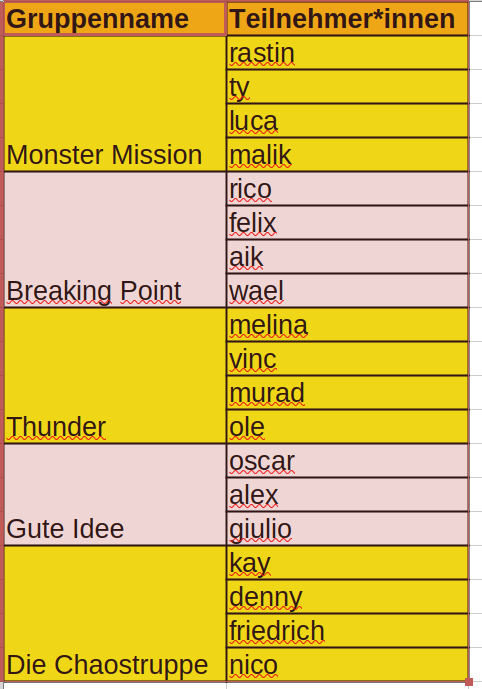 Gruppenname Teilnehmer*innen
rastin
ty
luca
Monster Mission malik
rico
felix
aik
Breaking Point wael
melina
vinc
murad
Thunder ole
oscar
alex
Gute Idee giulio
kay
denny
friedrich
Die Chaostruppe nico